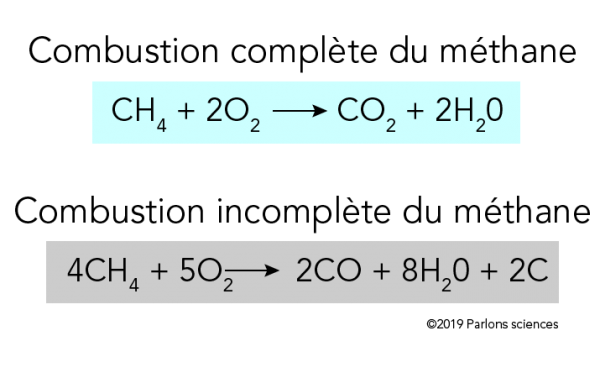 Combustion complète du méthane
CH₄ + 2O₂ ⟶ CO₂ + 2H₂0
Combustion incomplète du méthane
4CH₄ + 5O₂ ⟶ 2CO + 8H₂0 + 2C
©2019 Parlons sciences